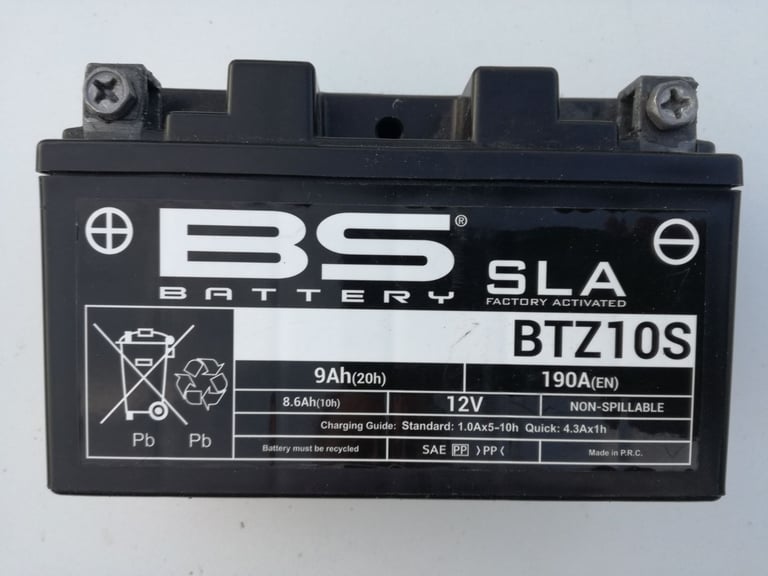 BS®
BATTERY
SLA
FACTORY ACTIVATED
BTZ10S
9Ah(20h) 190A(EN)
8.6Ah(10h) 12V NON-SPILLABLE
Charging Guide: Standard: 1.0Ax5-10h Quick: 4.3Ax1h
Pb Pb
Battery must be recycled SAE PP >PP< Made in P.R.C.